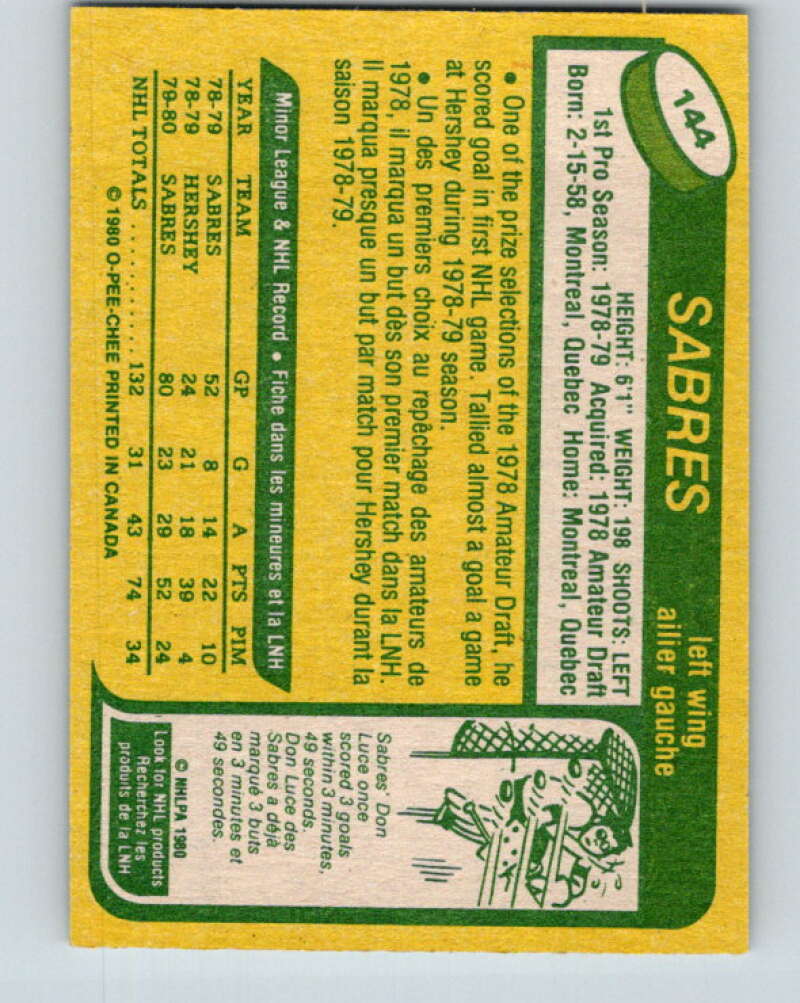 144
SABRES
left wing
ailier gauche
HEIGHT: 6'1" WEIGHT: 198 SHOOTS: LEFT
1st Pro Season: 1978-79 Acquired: 1978 Amateur Draft
Born: 2-15-58, Montreal, Quebec Home: Montreal, Quebec
• One of the prize selections of the 1978 Amateur Draft, he
scored goal in first NHL game. Tallied almost a goal a game
at Hershey during 1978-79 season.
• Un des premiers choix au repêchage des amateurs de
1978, il marqua un but dès son premier match dans la LNH.
Il marqua presque un but par match pour Hershey durant la
saison 1978-79.
Minor League & NHL Record • Fiche dans les mineures et la LNH
YEAR TEAM GP G A PTS PIM
78-79 SABRES 52 8 14 22 10
78-79 HERSHEY 24 21 18 39 4
79-80 SABRES 80 23 29 52 24
NHL TOTALS ........... 132 31 43 74 34
© 1980 O-PEE-CHEE PRINTED IN CANADA
Sabres' Don
Luce once
scored 3 goals
within 3 minutes,
49 seconds.
Don Luce des
Sabres a déjà
marqué 3 buts
en 3 minutes et
49 secondes.
© NHLPA 1980
Look for NHL products
Recherchez les
produits de la LNH